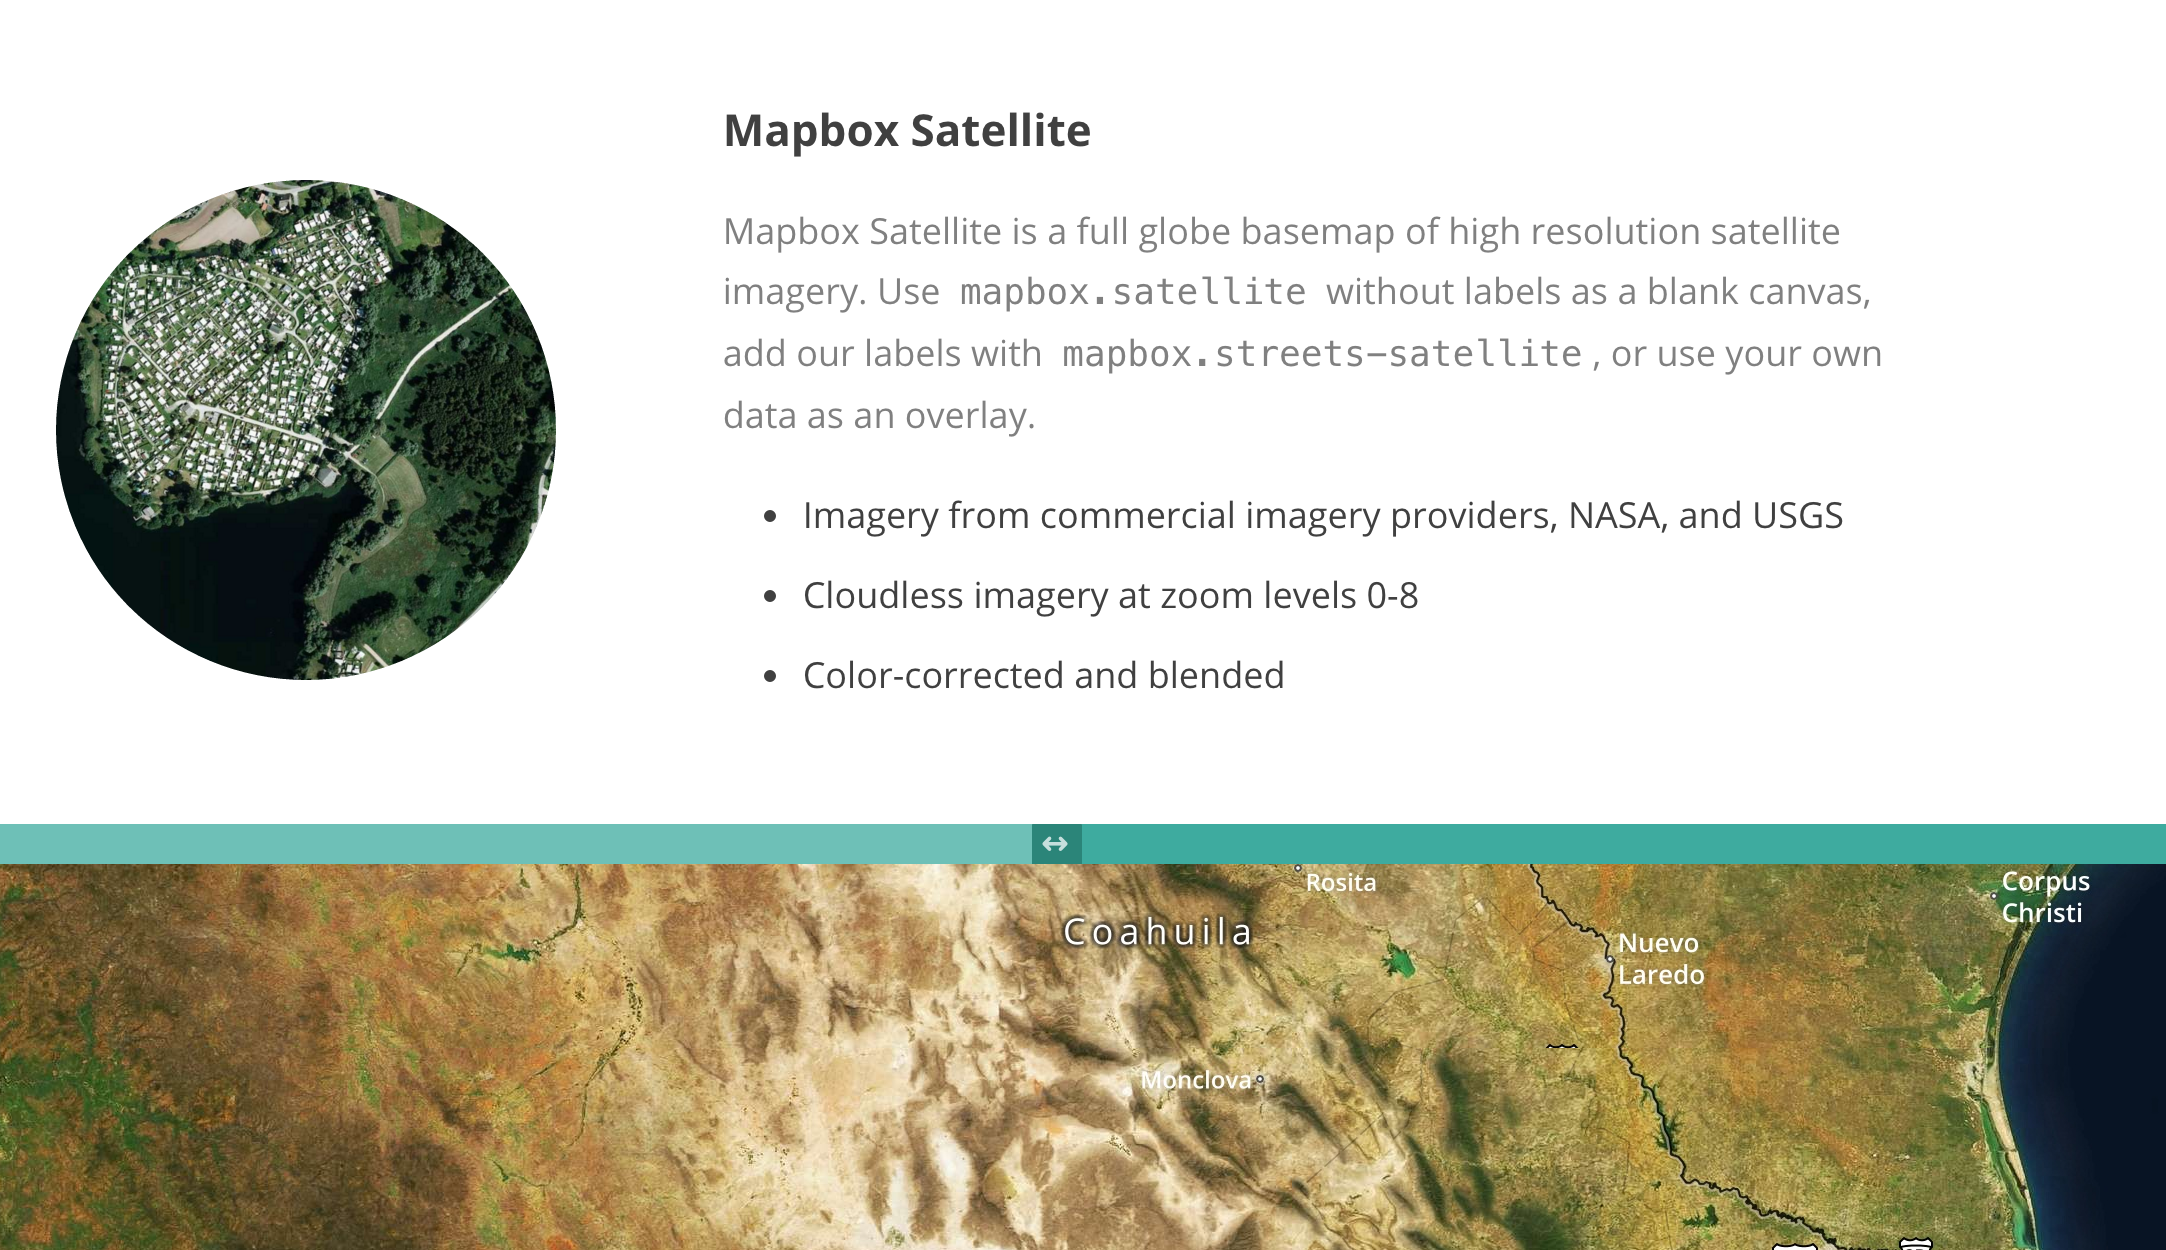 Mapbox Satellite
Mapbox Satellite is a full globe basemap of high resolution satellite
imagery. Use mapbox.satellite without labels as a blank canvas,
add our labels with mapbox.streets-satellite , or use your own
data as an overlay.
• Imagery from commercial imagery providers, NASA, and USGS
• Cloudless imagery at zoom levels 0-8
• Color-corrected and blended
Rosita
Corpus
Christi
Coahuila
Nuevo
Laredo
Monclova